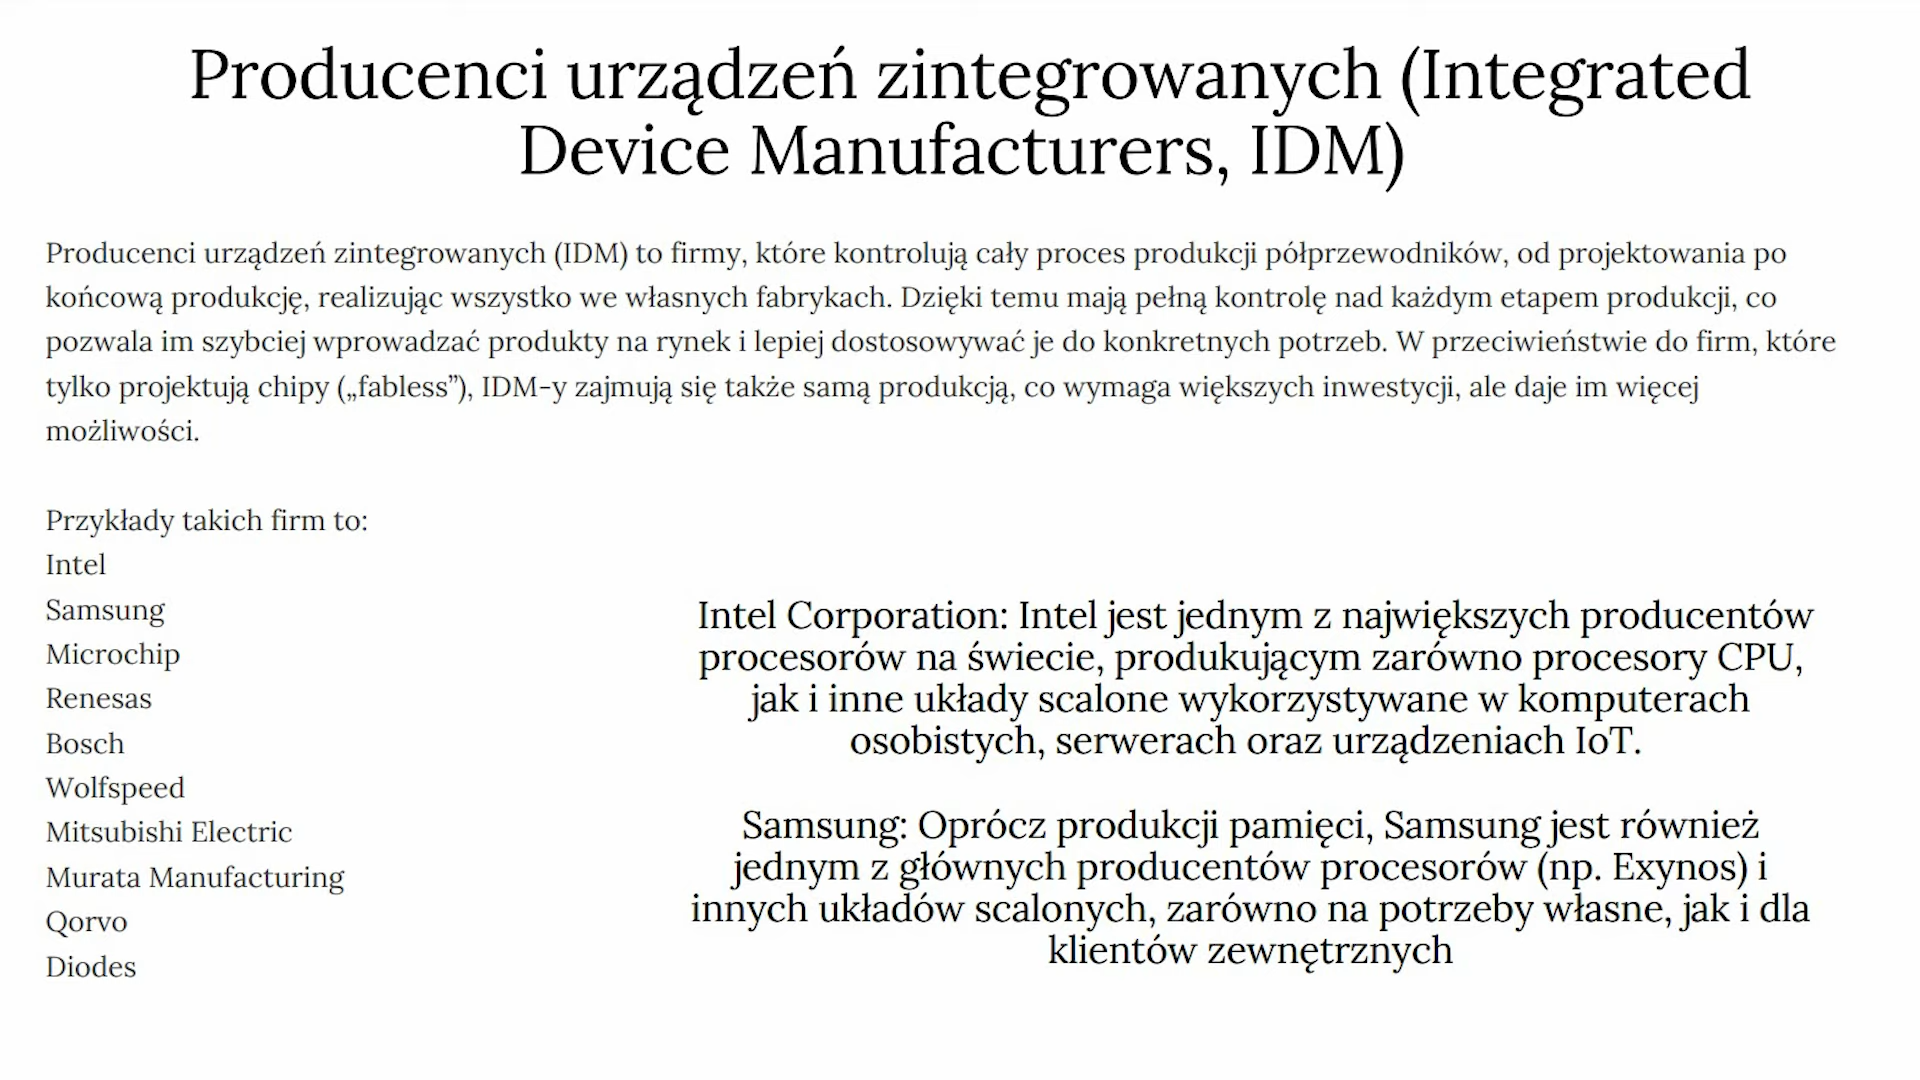 Producenci urządzeń zintegrowanych (Integrated
Device Manufacturers, IDM)
Producenci urządzeń zintegrowanych (IDM) to firmy, które kontrolują cały proces produkcji półprzewodników, od projektowania po
końcową produkcję, realizując wszystko we własnych fabrykach. Dzięki temu mają pełną kontrolę nad każdym etapem produkcji, co
pozwala im szybciej wprowadzać produkty na rynek i lepiej dostosowywać je do konkretnych potrzeb. W przeciwieństwie do firm, które
tylko projektują chipy („fabless”), IDM-y zajmują się także samą produkcją, co wymaga większych inwestycji, ale daje im więcej
możliwości.
Przykłady takich firm to:
Intel
Samsung
Microchip
Renesas
Bosch
Wolfspeed
Mitsubishi Electric
Murata Manufacturing
Qorvo
Diodes
Intel Corporation: Intel jest jednym z największych producentów
procesorów na świecie, produkującym zarówno procesory CPU,
jak i inne układy scalone wykorzystywane w komputerach
osobistych, serwerach oraz urządzeniach IoT.
Samsung: Oprócz produkcji pamięci, Samsung jest również
jednym z głównych producentów procesorów (np. Exynos) i
innych układów scalonych, zarówno na potrzeby własne, jak i dla
klientów zewnętrznych